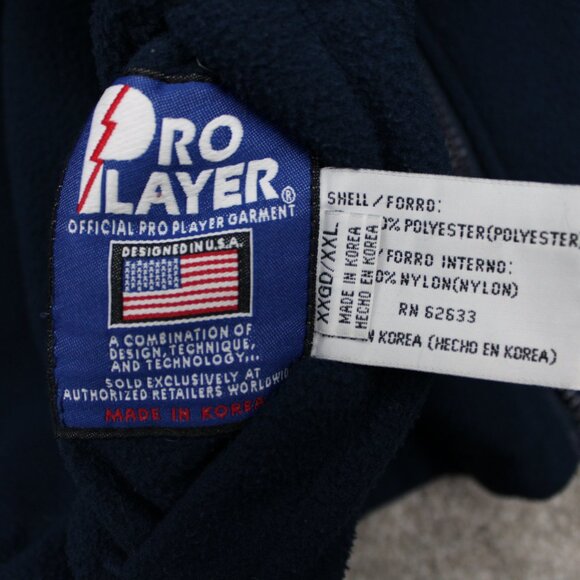 PRO
PLAYER®
OFFICIAL PRO PLAYER GARMENT
DESIGNED IN U.S.A.
A COMBINATION OF
DESIGN, TECHNIQUE,
AND TECHNOLOGY...
SOLD EXCLUSIVELY AT
AUTHORIZED RETAILERS
MADE IN KOREA
SHELL / FORRO:
0% POLYESTER(POLYESTER
/ FORRO INTERNO:
0% NYLON(NYLON)
RN 62633
N KOREA (HECHO EN KOREA)
XXGD/XXL
MADE IN KOREA
HECHO EN KOREA